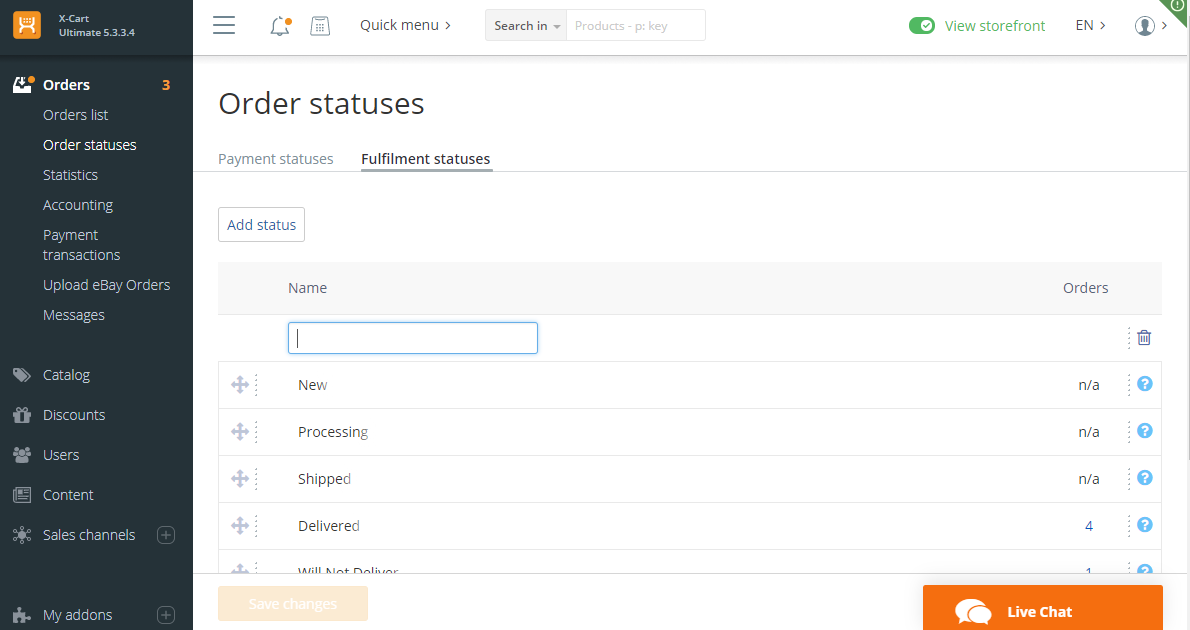 X-Cart
Ultimate 5.3.3.4
Quick menu
Search in
Products - p: key
View storefront
EN
Orders
3
Orders list
Order statuses
Statistics
Accounting
Payment
transactions
Upload eBay Orders
Messages
Catalog
Discounts
Users
Content
Sales channels
My addons
Order statuses
Payment statuses
Fulfilment statuses
Add status
Name
Orders
New
n/a
Processing
n/a
Shipped
n/a
Delivered
4
Will Not Deliver
1
Save changes
Live Chat